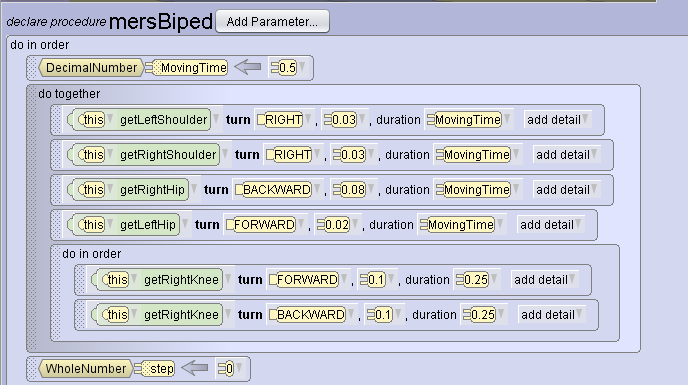 declare procedure mersBiped Add Parameter...
do in order
DecimalNumber MovingTime 0.5
do together
this getLeftShoulder turn RIGHT , 0.03 , duration MovingTime add detail
this getRightShoulder turn RIGHT , 0.03 , duration MovingTime add detail
this getRightHip turn BACKWARD , 0.08 , duration MovingTime add detail
this getLeftHip turn FORWARD , 0.02 , duration MovingTime add detail
do in order
this getRightKnee turn FORWARD , 0.1 , duration 0.25 add detail
this getRightKnee turn BACKWARD , 0.1 , duration 0.25 add detail
WholeNumber step 0